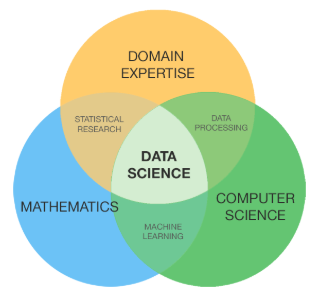 DOMAIN
EXPERTISE
STATISTICAL
RESEARCH
DATA
PROCESSING
DATA
SCIENCE
MATHEMATICS
COMPUTER
SCIENCE
MACHINE
LEARNING